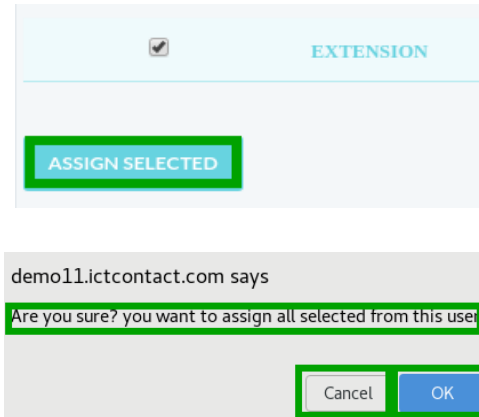 EXTENSION
ASSIGN SELECTED
demo11.ictcontact.com says
Are you sure? you want to assign all selected from this user
Cancel OK